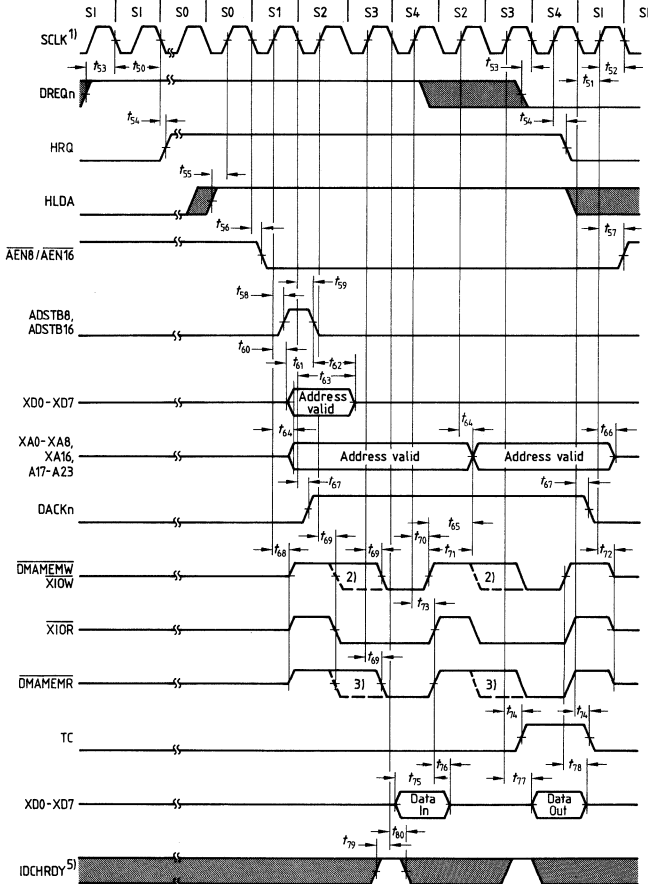 SI SI S0 S0 S1 S2 S3 S4 S2 S3 S4 SI S
SCLK 1)
t53 t50 t53 t51 t52
DREQn
t54 t54
HRQ
t55
HLDA
t56 t57
AEN8/AEN16
t58 t59
ADSTB8,
ADSTB16
t60 t61 t62
t63
XD0-XD7 Address
valid
t64 t64 t66
XA0-XA8,
XA16,
A17-A23
Address valid Address valid
t67 t67
DACKn
t65
t68 t69 t69 t70 t71 t72
DMAMEMW
XIOW
2) 2)
t73
XIOR
t69
DMAMEMR 3) 3)
t74 t74
TC
t75 t76 t77 t78
XD0-XD7 Data
In
Data
Out
t79 t80
IDCHRDY 5)